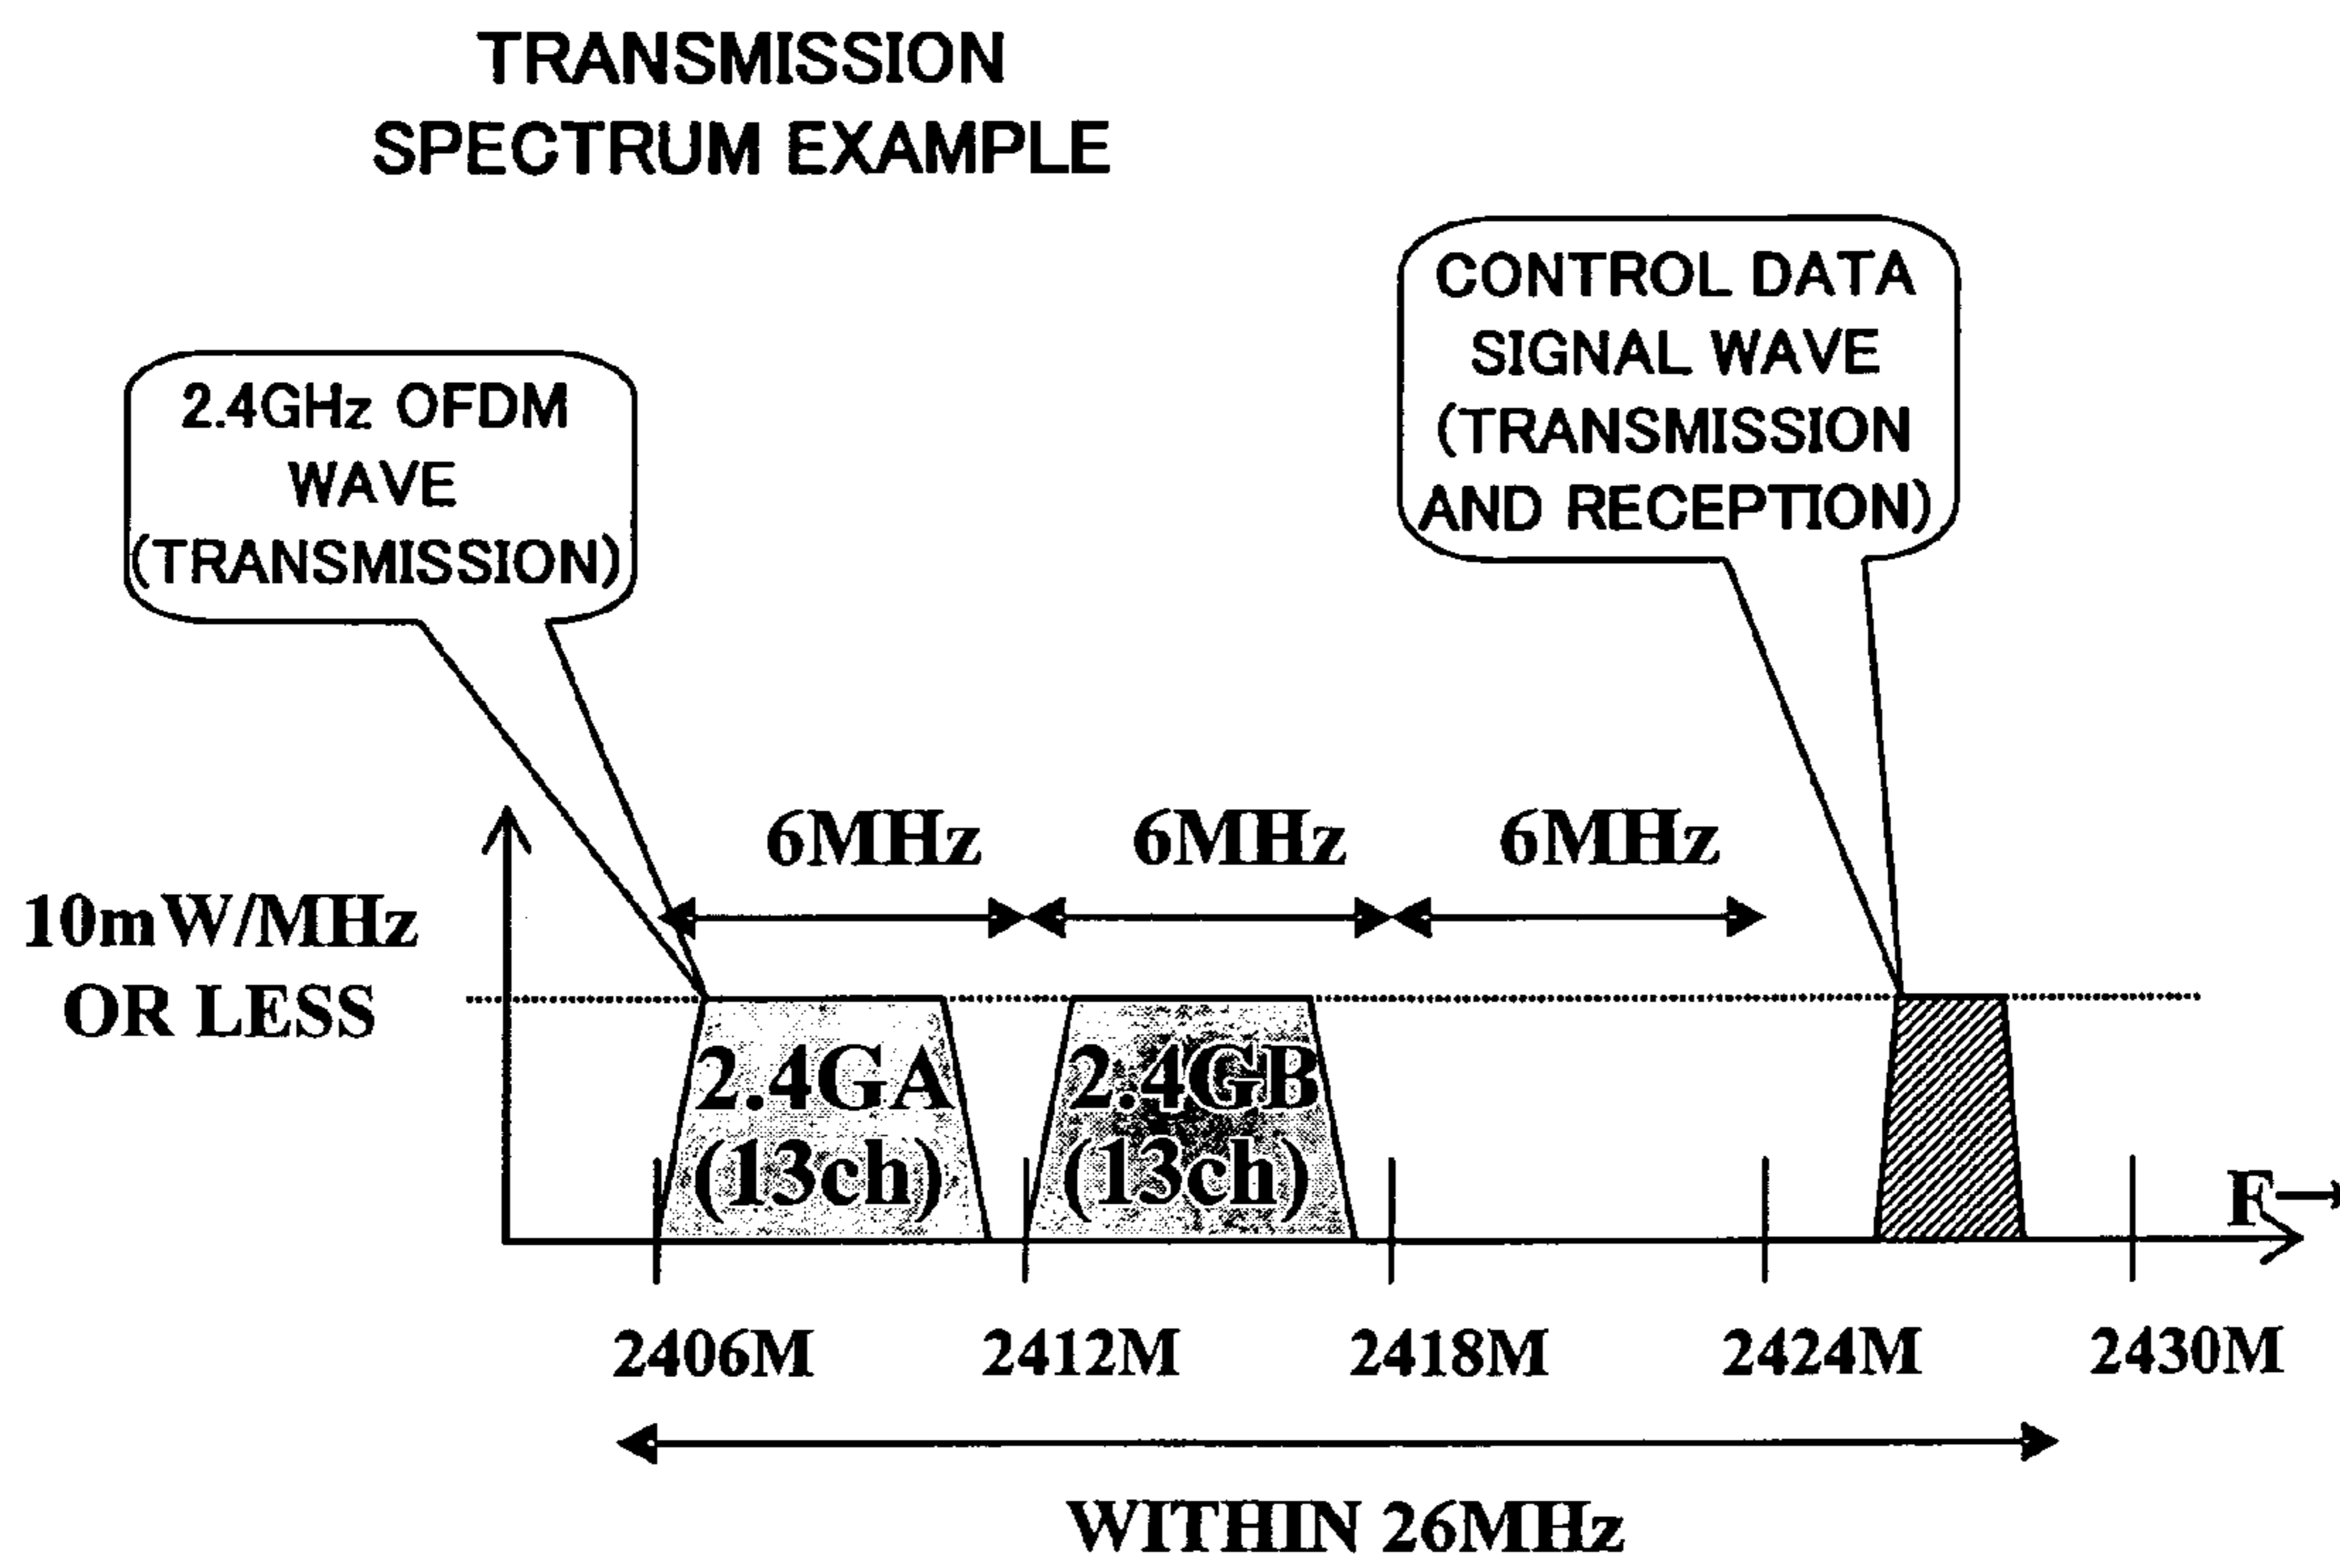 TRANSMISSION
SPECTRUM EXAMPLE
2.4GHz OFDM
WAVE
(TRANSMISSION)
CONTROL DATA
SIGNAL WAVE
(TRANSMISSION
AND RECEPTION)
6MHz 6MHz 6MHz
10mW/MHz
OR LESS
2.4GA
(13ch)
2.4GB
(13ch)
F
2406M 2412M 2418M 2424M 2430M
WITHIN 26MHz